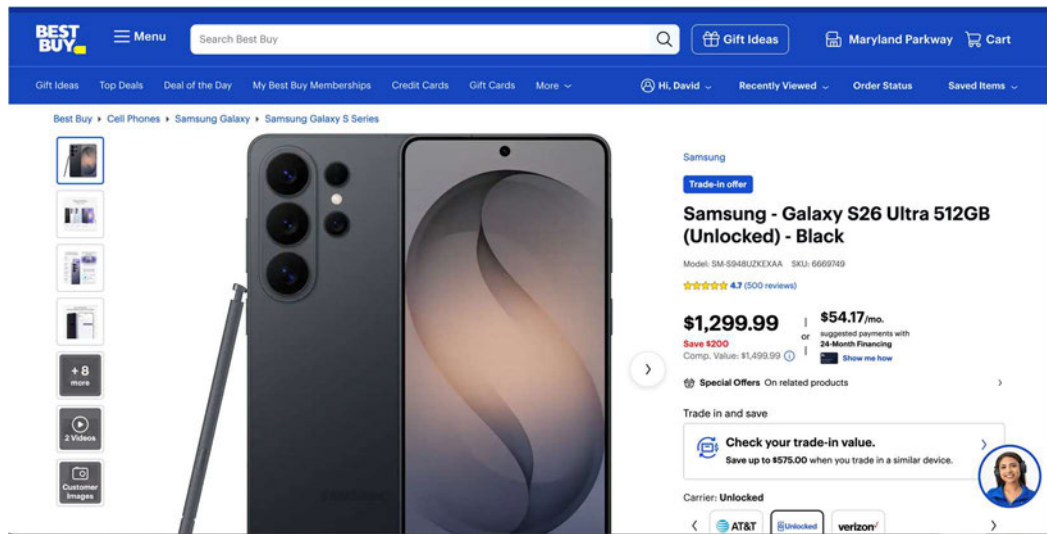 BEST
BUY
Menu
Search Best Buy
Gift Ideas
Maryland Parkway
Cart
Gift Ideas
Top Deals
Deal of the Day
My Best Buy Memberships
Credit Cards
Gift Cards
More
Hi, David
Recently Viewed
Order Status
Saved Items
Best Buy Cell Phones Samsung Galaxy Samsung Galaxy S Series
+ 8
more
2 Videos
Customer
Images
Samsung
Trade-in offer
Samsung - Galaxy S26 Ultra 512GB
(Unlocked) - Black
Model: SM-S948UZKEXAA SKU: 6669749
4.7 (500 reviews)
$1,299.99
Save $200
Comp. Value: $1,499.99
or
$54.17/mo.
suggested payments with
24-Month Financing
Show me how
Special Offers On related products
Trade in and save
Check your trade-in value.
Save up to $575.00 when you trade in a similar device.
Carrier: Unlocked
AT&T
Unlocked
verizon